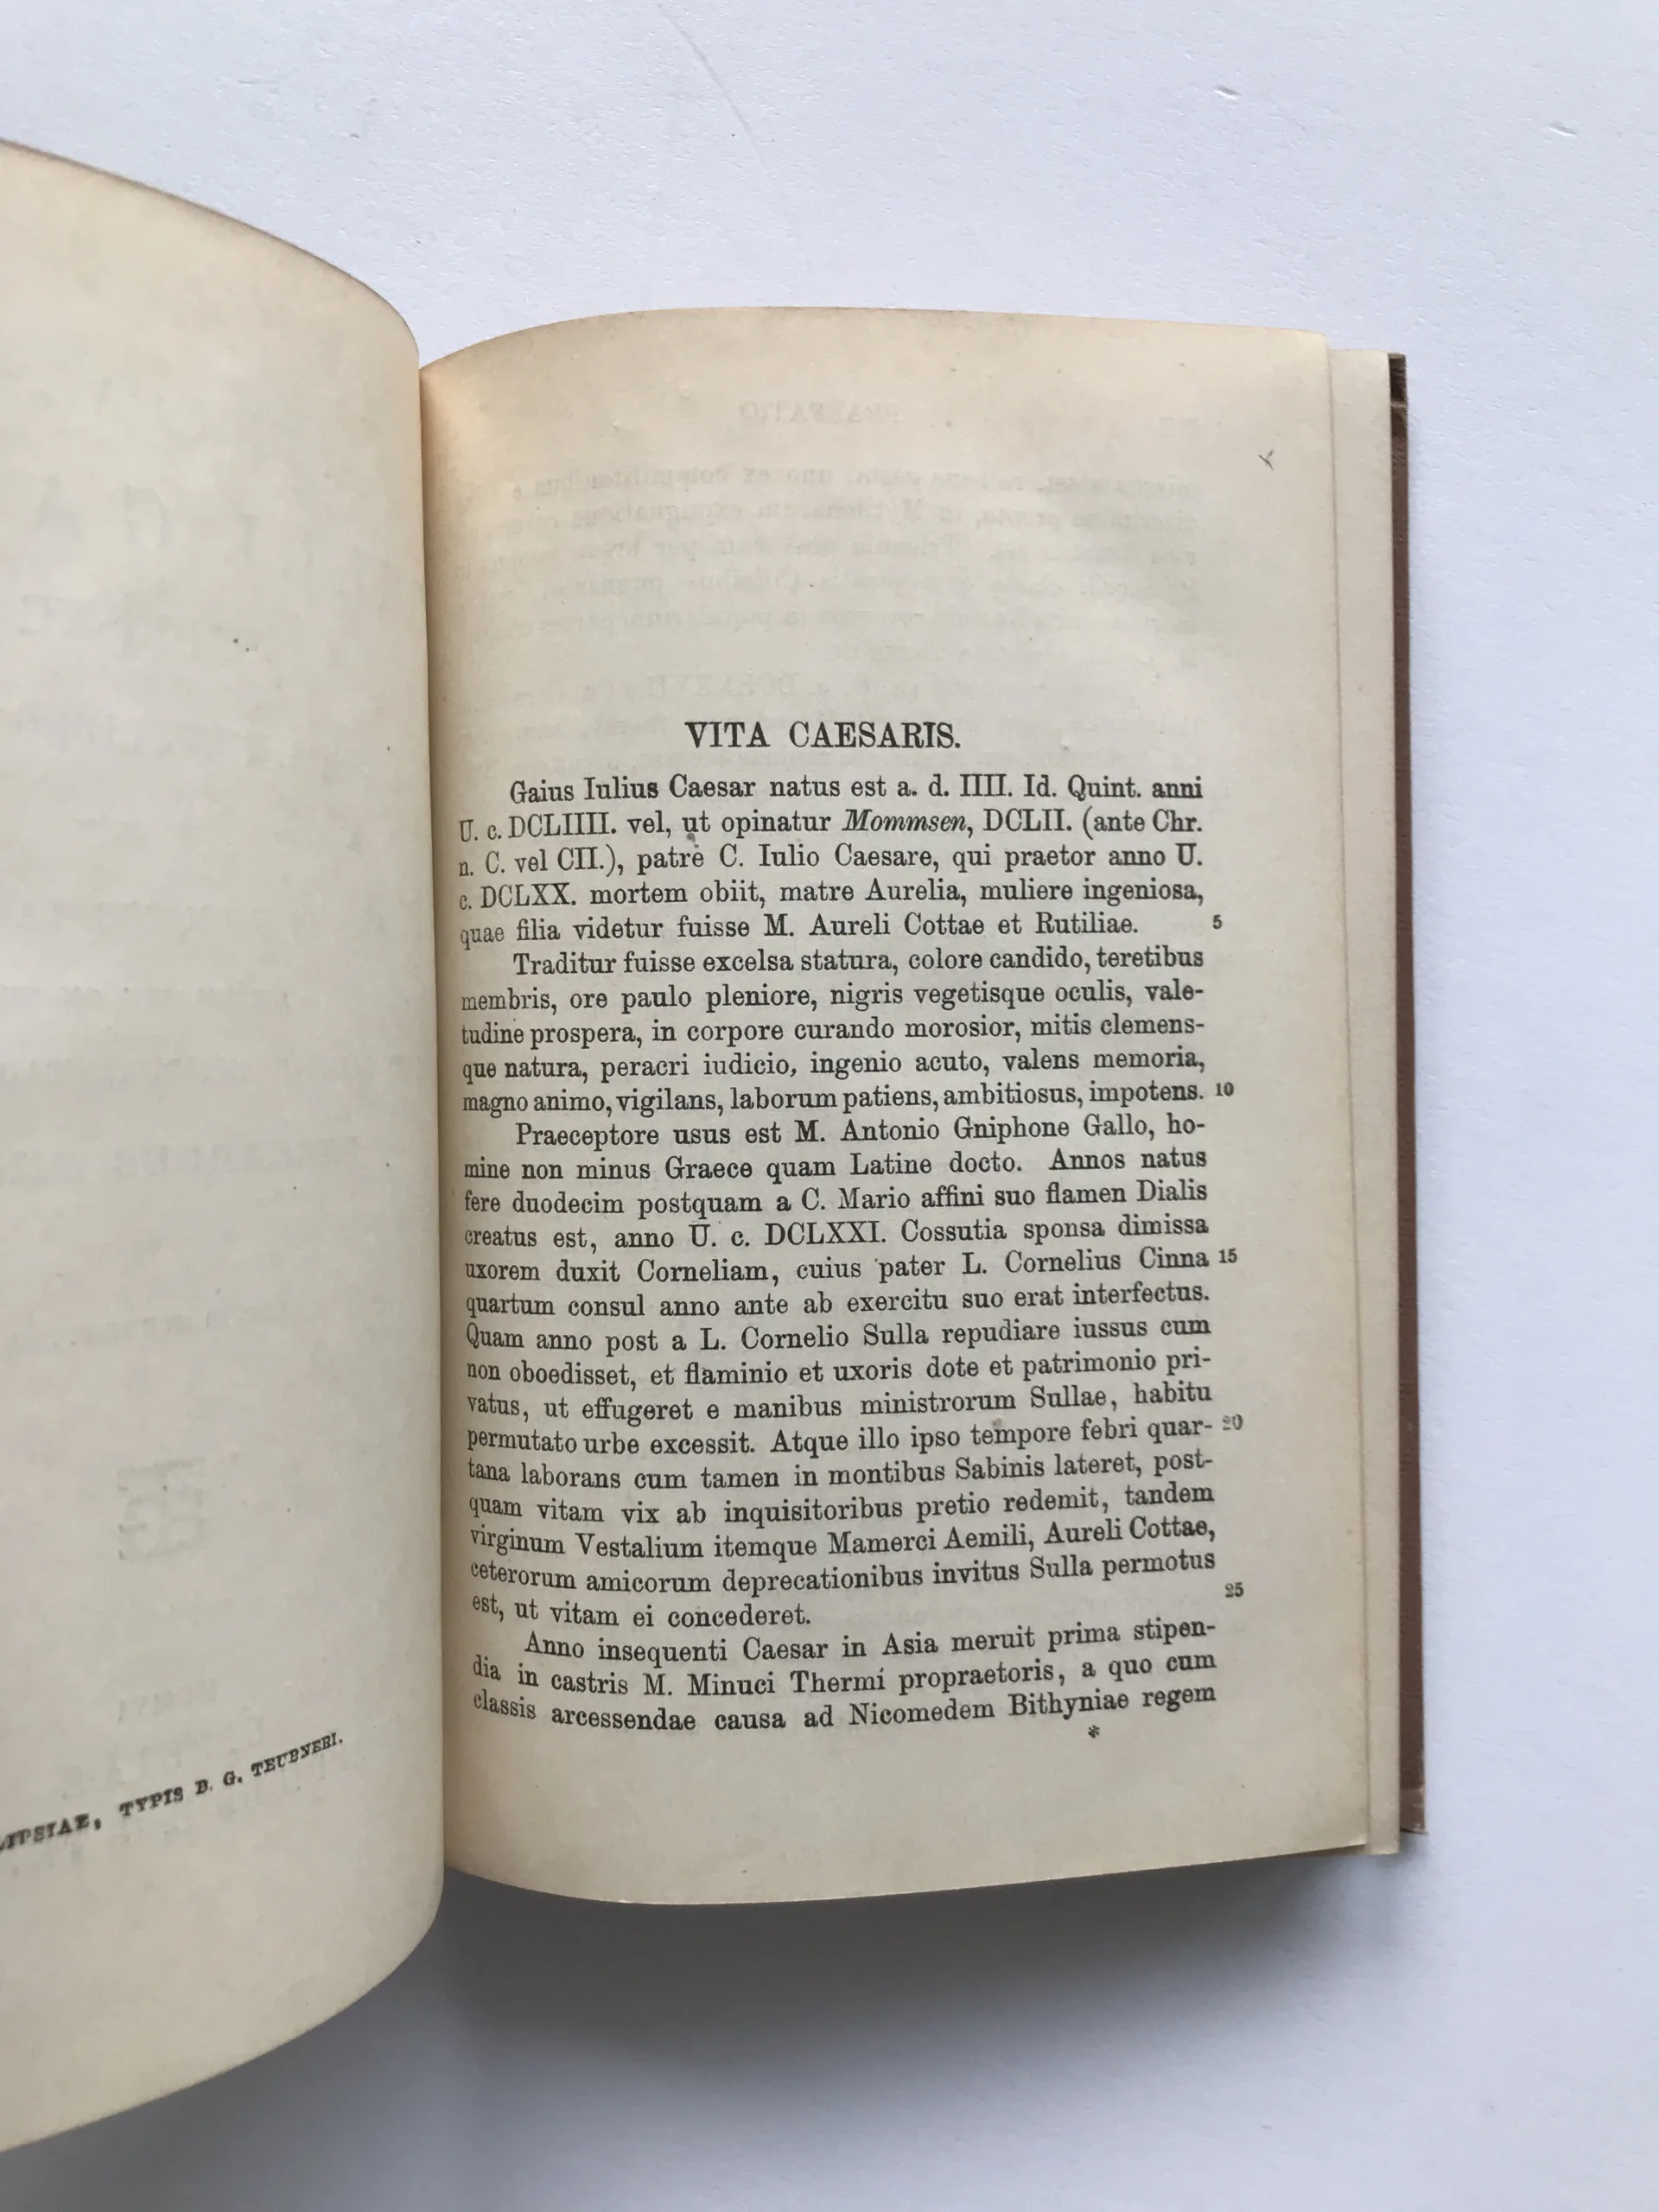 LIPSIAE, TYPIS B. G. TEUBNERI.
VITA CAESARIS.
Gaius Iulius Caesar natus est a. d. IIII. Id. Quint. anni
U. c. DCLIIII. vel, ut opinatur Mommsen, DCLII. (ante Chr.
n. C. vel CII.), patre C. Iulio Caesare, qui praetor anno U.
c. DCLXX. mortem obiit, matre Aurelia, muliere ingeniosa,
quae filia videtur fuisse M. Aureli Cottae et Rutiliae. 5
Traditur fuisse excelsa statura, colore candido, teretibus
membris, ore paulo pleniore, nigris vegetisque oculis, vale-
tudine prospera, in corpore curando morosior, mitis clemens-
que natura, peracri iudicio, ingenio acuto, valens memoria,
magno animo, vigilans, laborum patiens, ambitiosus, impotens. 10
Praeceptore usus est M. Antonio Gniphone Gallo, ho-
mine non minus Graece quam Latine docto. Annos natus
fere duodecim postquam a C. Mario affini suo flamen Dialis
creatus est, anno U. c. DCLXXI. Cossutia sponsa dimissa
uxorem duxit Corneliam, cuius pater L. Cornelius Cinna 15
quartum consul anno ante ab exercitu suo erat interfectus.
Quam anno post a L. Cornelio Sulla repudiare iussus cum
non oboedisset, et flaminio et uxoris dote et patrimonio pri-
vatus, ut effugeret e manibus ministrorum Sullae, habitu
permutato urbe excessit. Atque illo ipso tempore febri quar- 20
tana laborans cum tamen in montibus Sabinis lateret, post-
quam vitam vix ab inquisitoribus pretio redemit, tandem
virginum Vestalium itemque Mamerci Aemili, Aureli Cottae,
ceterorum amicorum deprecationibus invitus Sulla permotus
est, ut vitam ei concederet. 25
Anno insequenti Caesar in Asia meruit prima stipen-
dia in castris M. Minuci Thermi propraetoris, a quo cum
classis arcessendae causa ad Nicomedem Bithyniae regem
*